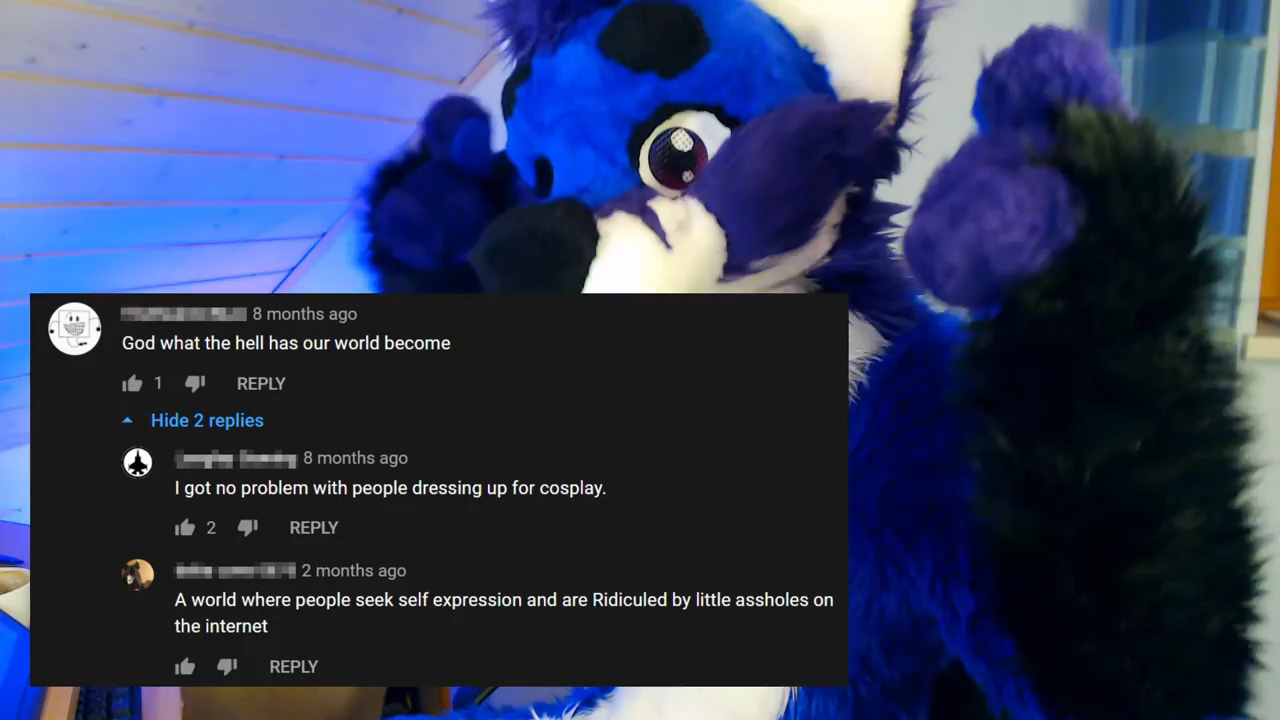 8 months ago
God what the hell has our world become
1 REPLY
Hide 2 replies
8 months ago
I got no problem with people dressing up for cosplay.
2 REPLY
2 months ago
A world where people seek self expression and are Ridiculed by little assholes on
the internet
REPLY